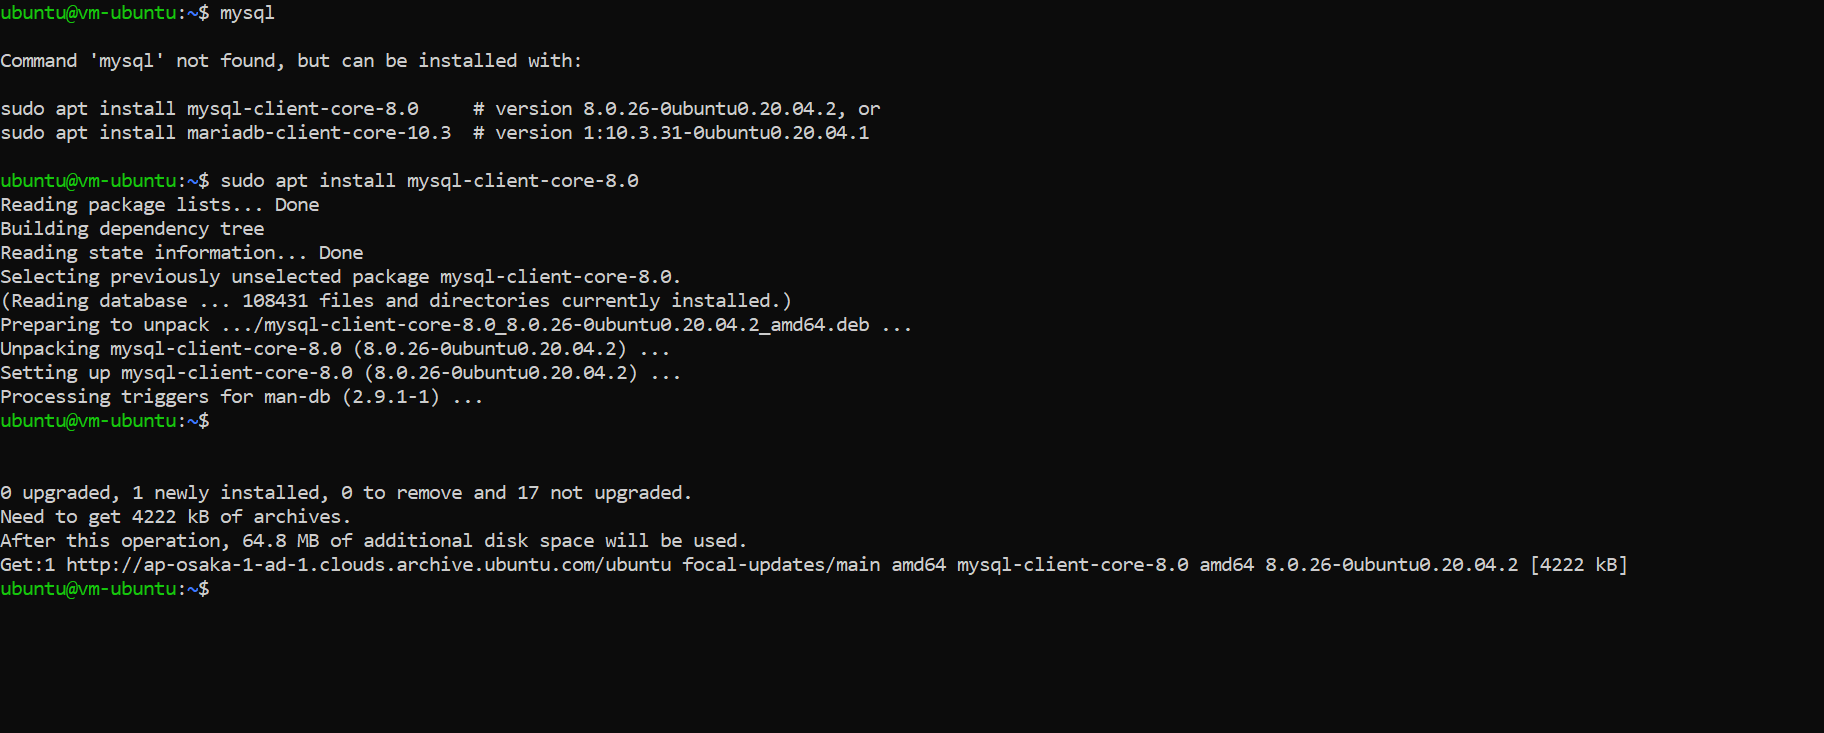 ubuntu@vm-ubuntu:~$ mysql
Command 'mysql' not found, but can be installed with:
sudo apt install mysql-client-core-8.0     # version 8.0.26-0ubuntu0.20.04.2, or
sudo apt install mariadb-client-core-10.3  # version 1:10.3.31-0ubuntu0.20.04.1
ubuntu@vm-ubuntu:~$ sudo apt install mysql-client-core-8.0
Reading package lists... Done
Building dependency tree
Reading state information... Done
Selecting previously unselected package mysql-client-core-8.0.
(Reading database ... 108431 files and directories currently installed.)
Preparing to unpack .../mysql-client-core-8.0_8.0.26-0ubuntu0.20.04.2_amd64.deb ...
Unpacking mysql-client-core-8.0 (8.0.26-0ubuntu0.20.04.2) ...
Setting up mysql-client-core-8.0 (8.0.26-0ubuntu0.20.04.2) ...
Processing triggers for man-db (2.9.1-1) ...
ubuntu@vm-ubuntu:~$
0 upgraded, 1 newly installed, 0 to remove and 17 not upgraded.
Need to get 4222 kB of archives.
After this operation, 64.8 MB of additional disk space will be used.
Get:1 http://ap-osaka-1-ad-1.clouds.archive.ubuntu.com/ubuntu focal-updates/main amd64 mysql-client-core-8.0 amd64 8.0.26-0ubuntu0.20.04.2 [4222 kB]
ubuntu@vm-ubuntu:~$